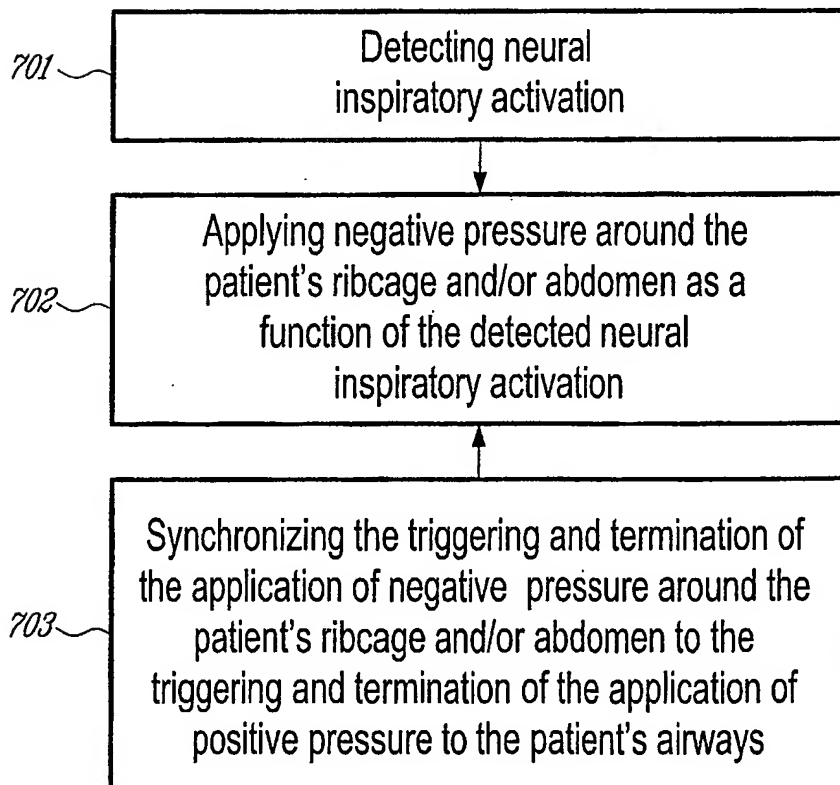 701
Detecting neural
inspiratory activation
702
Applying negative pressure around the
patient's ribcage and/or abdomen as a
function of the detected neural
inspiratory activation
703
Synchronizing the triggering and termination of
the application of negative pressure around the
patient's ribcage and/or abdomen to the
triggering and termination of the application of
positive pressure to the patient's airways